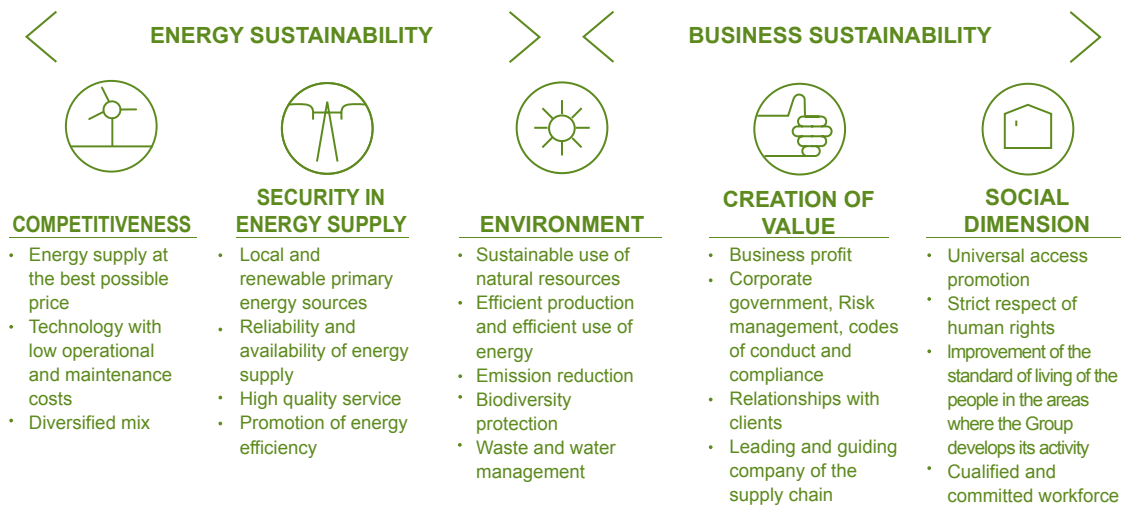 ENERGY SUSTAINABILITY
BUSINESS SUSTAINABILITY
COMPETITIVENESS
• Energy supply at
the best possible
price
• Technology with
low operational
and maintenance
costs
• Diversified mix
SECURITY IN
ENERGY SUPPLY
• Local and
renewable primary
energy sources
• Reliability and
availability of energy
supply
• High quality service
• Promotion of energy
efficiency
ENVIRONMENT
• Sustainable use of
natural resources
• Efficient production
and efficient use of
energy
• Emission reduction
• Biodiversity
protection
• Waste and water
management
CREATION OF
VALUE
• Business profit
• Corporate
government, Risk
management, codes
of conduct and
compliance
• Relationships with
clients
• Leading and guiding
company of the
supply chain
SOCIAL
DIMENSION
• Universal access
promotion
• Strict respect of
human rights
• Improvement of the
standard of living of the
people in the areas
where the Group
develops its activity
• Cualified and
committed workforce